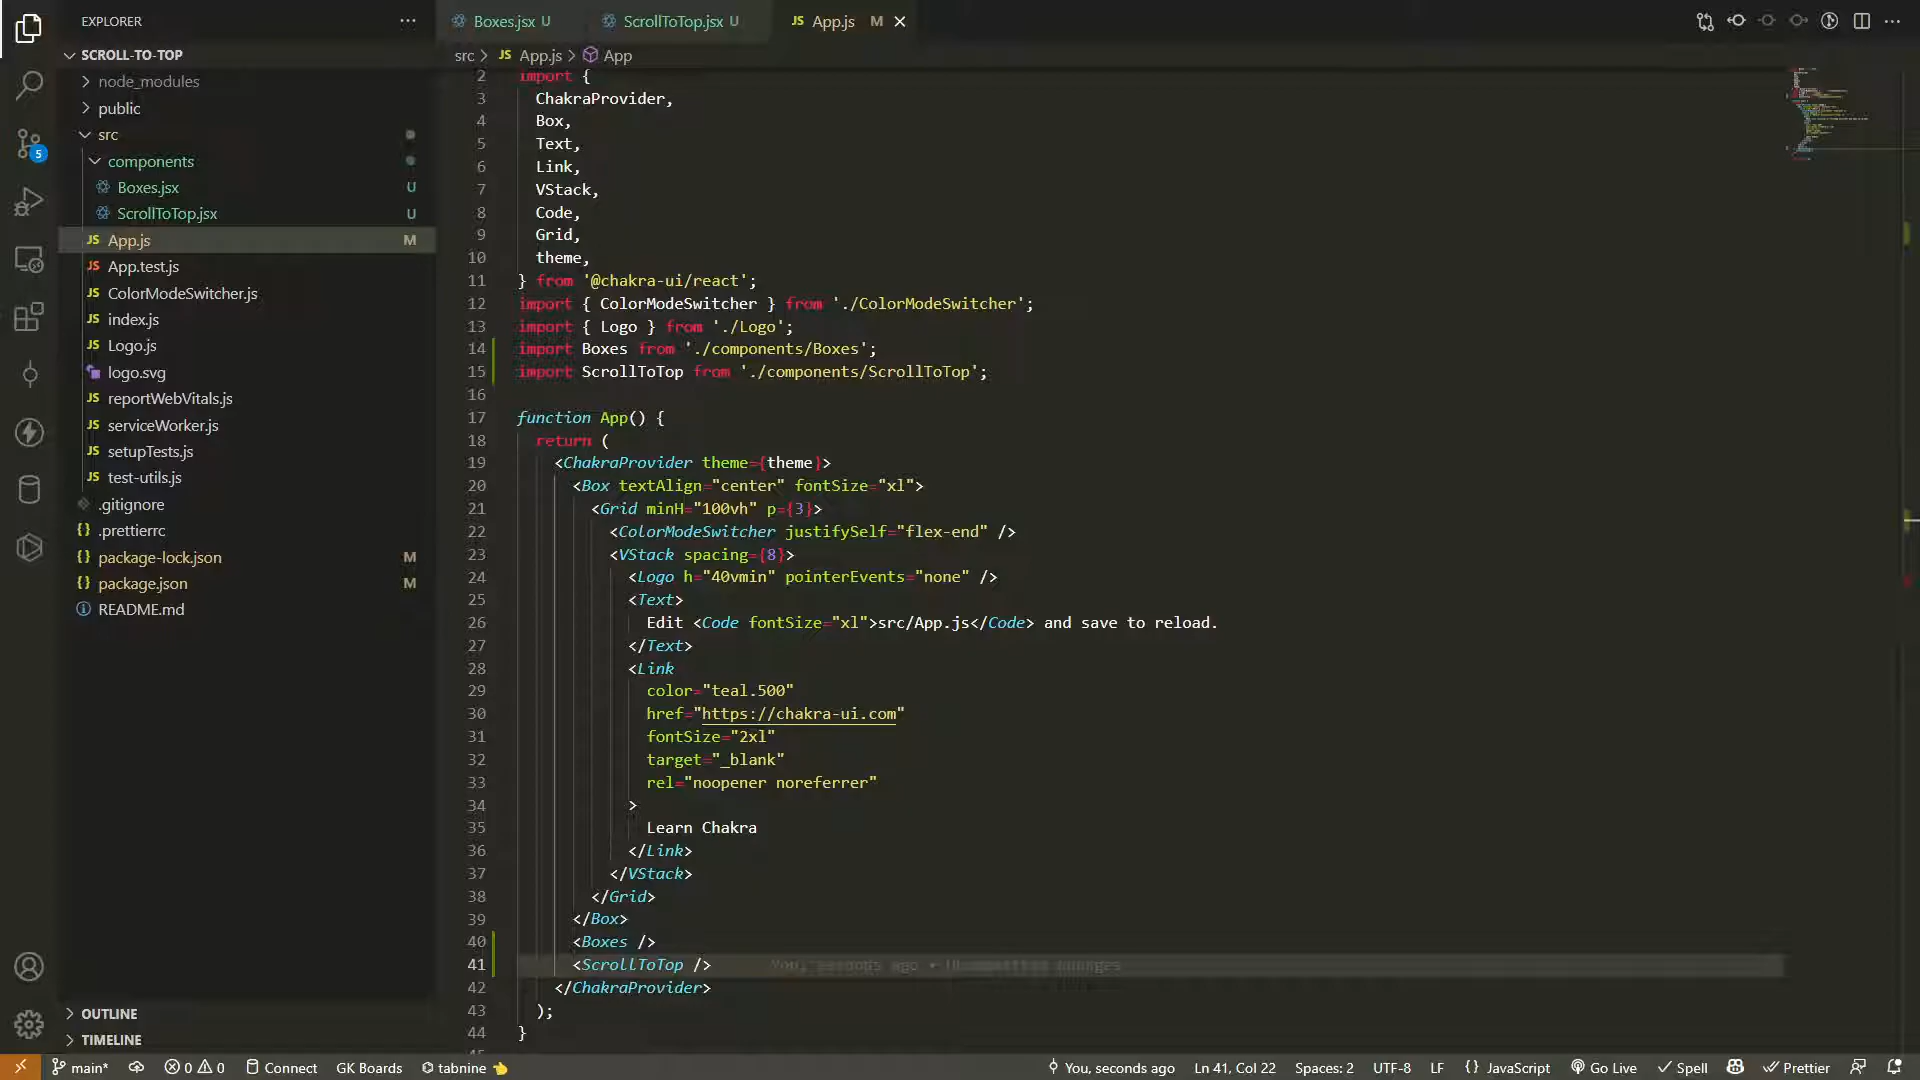 EXPLORER
SCROLL-TO-TOP
node_modules
public
src
components
Boxes.jsx U
ScrollToTop.jsx U
App.js M
App.test.js
ColorModeSwitcher.js
index.js
Logo.js
logo.svg
reportWebVitals.js
serviceWorker.js
setupTests.js
test-utils.js
.gitignore
.prettierrc
package-lock.json M
package.json M
README.md
OUTLINE
TIMELINE
5
Boxes.jsx U ScrollToTop.jsx U JS App.js M
src > JS App.js > App
2 import {
3 ChakraProvider,
4 Box,
5 Text,
6 Link,
7 VStack,
8 Code,
9 Grid,
10 theme,
11 } from '@chakra-ui/react';
12 import { ColorModeSwitcher } from './ColorModeSwitcher';
13 import { Logo } from './Logo';
14 import Boxes from './components/Boxes';
15 import ScrollToTop from './components/ScrollToTop';
16
17 function App() {
18 return (
19 <ChakraProvider theme={theme}>
20 <Box textAlign="center" fontSize="xl">
21 <Grid minH="100vh" p={3}>
22 <ColorModeSwitcher justifySelf="flex-end" />
23 <VStack spacing={8}>
24 <Logo h="40vmin" pointerEvents="none" />
25 <Text>
26 Edit <Code fontSize="xl">src/App.js</Code> and save to reload.
27 </Text>
28 <Link
29 color="teal.500"
30 href="https://chakra-ui.com"
31 fontSize="2xl"
32 target="_blank"
33 rel="noopener noreferrer"
34 >
35 Learn Chakra
36 </Link>
37 </VStack>
38 </Grid>
39 </Box>
40 <Boxes />
41 <ScrollToTop /> You, seconds ago • Uncommitted changes
42 </ChakraProvider>
43 );
44 }
main* 0 0 Connect GK Boards tabnine You, seconds ago Ln 41, Col 22 Spaces: 2 UTF-8 LF {} JavaScript Go Live Spell Prettier